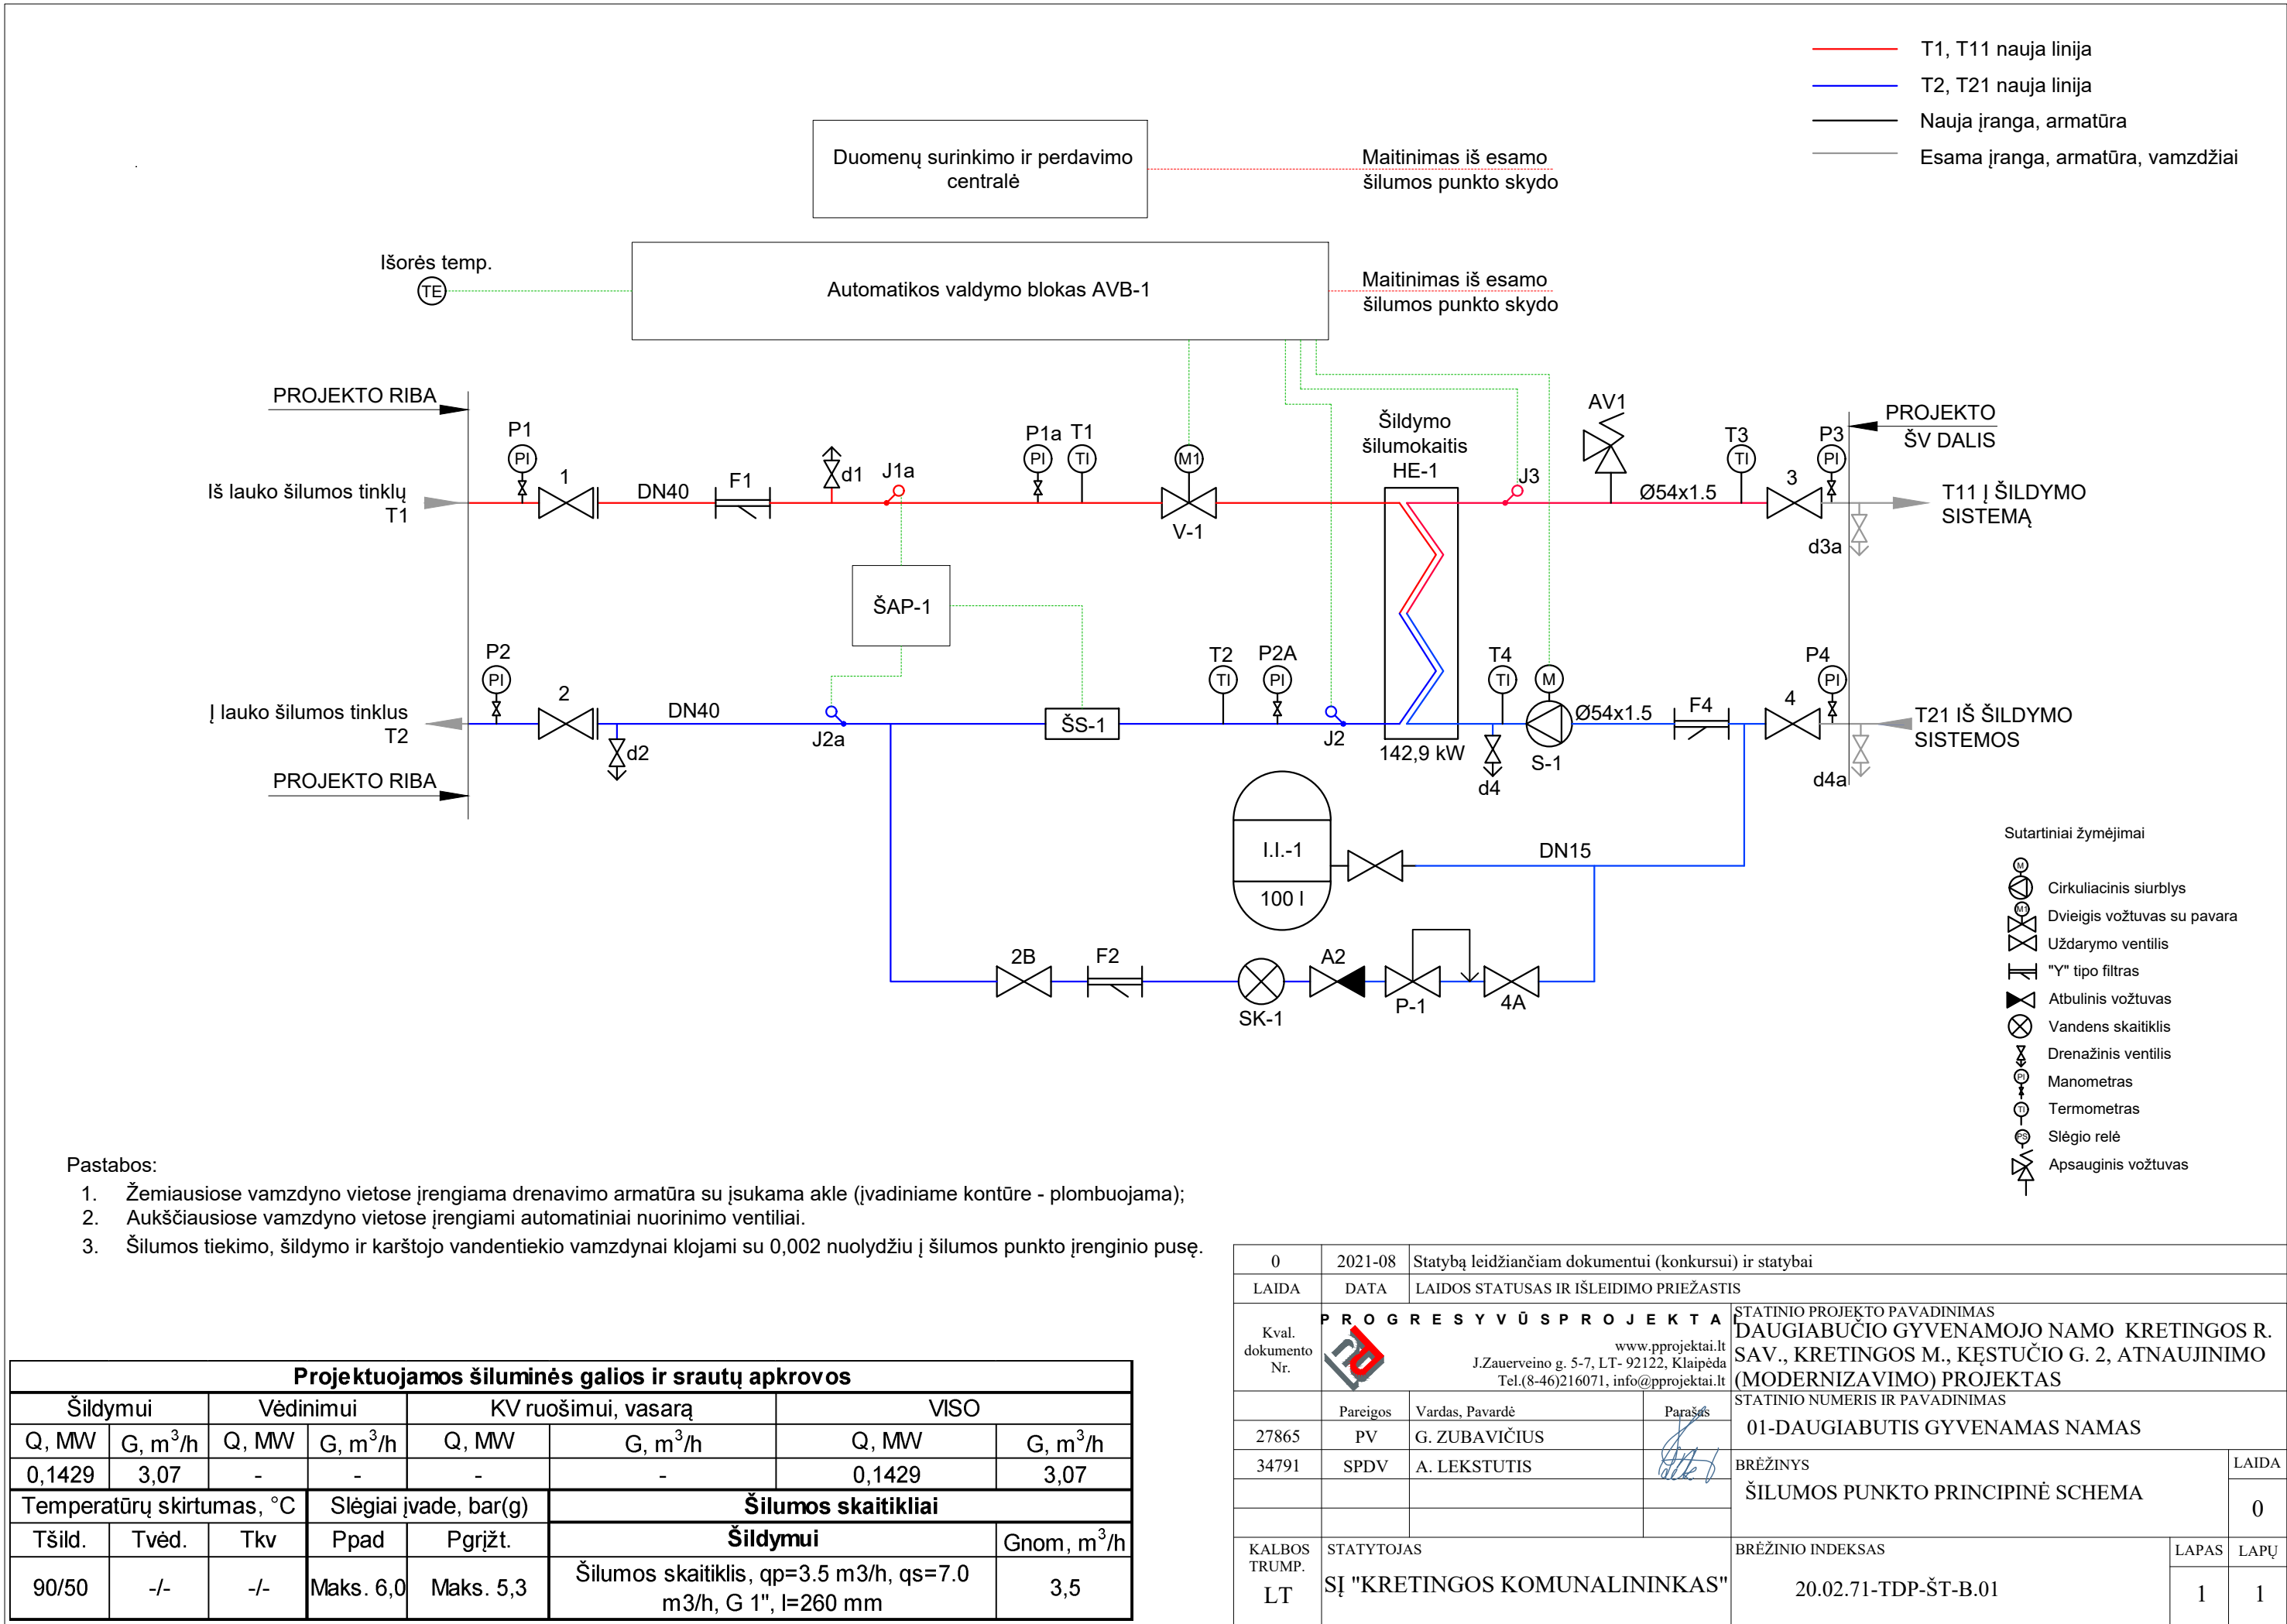 T1, T11 nauja linija
T2, T21 nauja linija
Nauja įranga, armatūra
Esama įranga, armatūra, vamzdžiai
Duomenų surinkimo ir perdavimo
centralė
Maitinimas iš esamo
šilumos punkto skydo
Išorės temp.
TE
Automatikos valdymo blokas AVB-1
Maitinimas iš esamo
šilumos punkto skydo
PROJEKTO RIBA
P1
PI
1
DN40
F1
d1
J1a
P1a
PI
T1
TI
M1
V-1
Šildymo
šilumokaitis
HE-1
J3
AV1
Ø54x1.5
T3
TI
3
P3
PI
PROJEKTO
ŠV DALIS
Iš lauko šilumos tinklų
T1
T11 Į ŠILDYMO
SISTEMĄ
d3a
ŠAP-1
P2
PI
2
DN40
d2
J2a
ŠS-1
T2
TI
P2A
PI
J2
142,9 kW
T4
TI
d4
M
S-1
Ø54x1.5
F4
4
P4
PI
d4a
Į lauko šilumos tinklus
T2
T21 IŠ ŠILDYMO
SISTEMOS
PROJEKTO RIBA
I.I.-1
100 l
DN15
2B
F2
SK-1
A2
P-1
4A
Sutartiniai žymėjimai
M
Cirkuliacinis siurblys
M1
Dvieigis vožtuvas su pavara
Uždarymo ventilis
"Y" tipo filtras
Atbulinis vožtuvas
Vandens skaitiklis
Drenažinis ventilis
PI
Manometras
TI
Termometras
PS
Slėgio relė
Apsauginis vožtuvas
Pastabos:
1. Žemiausiose vamzdyno vietose įrengiama drenavimo armatūra su įsukama akle (įvadiniame kontūre - plombuojama);
2. Aukščiausiose vamzdyno vietose įrengiami automatiniai nuorinimo ventiliai.
3. Šilumos tiekimo, šildymo ir karštojo vandentiekio vamzdynai klojami su 0,002 nuolydžiu į šilumos punkto įrenginio pusę.
Projektuojamos šiluminės galios ir srautų apkrovos
Šildymui Vėdinimui KV ruošimui, vasarą VISO
Q, MW G, m³/h Q, MW G, m³/h Q, MW G, m³/h Q, MW G, m³/h
0,1429 3,07 - - - - 0,1429 3,07
Temperatūrų skirtumas, °C Slėgiai įvade, bar(g) Šilumos skaitikliai
Tšild. Tvėd. Tkv Ppad Pgrįžt. Šildymui Gnom, m³/h
90/50 -/- -/- Maks. 6,0 Maks. 5,3 Šilumos skaitiklis, qp=3.5 m3/h, qs=7.0
m3/h, G 1", l=260 mm
3,5
0 2021-08 Statybą leidžiančiam dokumentui (konkursui) ir statybai
LAIDA DATA LAIDOS STATUSAS IR IŠLEIDIMO PRIEŽASTIS
Kval.
dokumento
Nr.
PROGRESYVŪS PROJEKTAI
www.pprojektai.lt
J.Zauerveino g. 5-7, LT- 92122, Klaipėda
Tel.(8-46)216071, info@pprojektai.lt
STATINIO PROJEKTO PAVADINIMAS
DAUGIABUČIO GYVENAMOJO NAMO KRETINGOS R.
SAV., KRETINGOS M., KĘSTUČIO G. 2, ATNAUJINIMO
(MODERNIZAVIMO) PROJEKTAS
Pareigos Vardas, Pavardė Parašas
27865 PV G. ZUBAVIČIUS
34791 SPDV A. LEKSTUTIS
STATINIO NUMERIS IR PAVADINIMAS
01-DAUGIABUTIS GYVENAMAS NAMAS
BRĖŽINYS
ŠILUMOS PUNKTO PRINCIPINĖ SCHEMA
LAIDA
0
KALBOS
TRUMP.
LT
STATYTOJAS
SĮ "KRETINGOS KOMUNALININKAS"
BRĖŽINIO INDEKSAS
20.02.71-TDP-ŠT-B.01
LAPAS LAPŲ
1 1